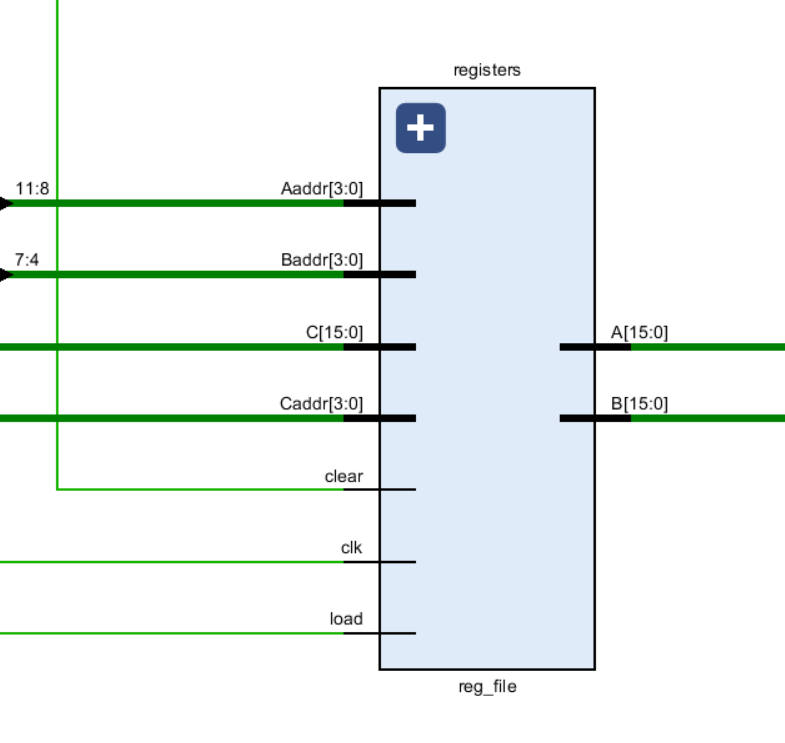 registers
11:8
Aaddr[3:0]
7:4
Baddr[3:0]
C[15:0]
A[15:0]
Caddr[3:0]
B[15:0]
clear
clk
load
reg_file